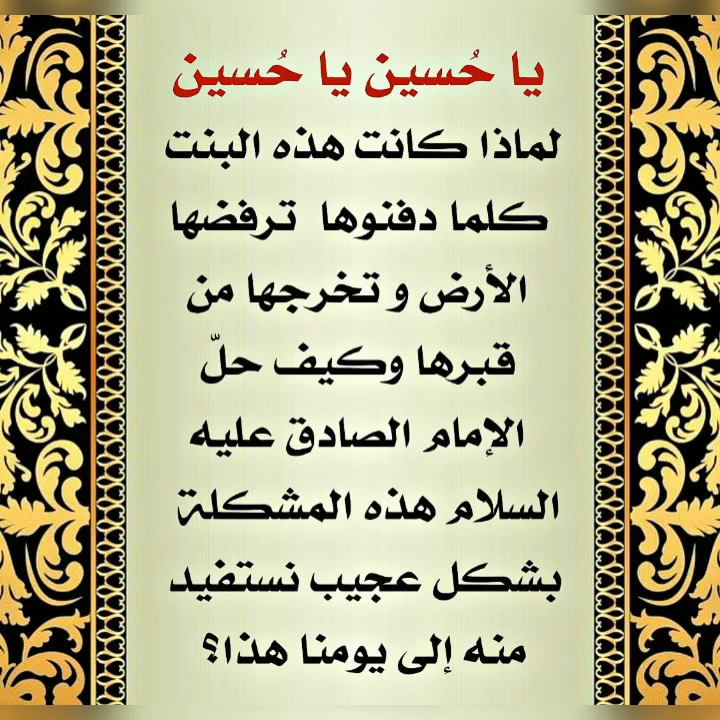 يا حُسين يا حُسين
لماذا كانت هذه البنت
كلما دفنوها ترفضها
الأرض و تخرجها من
قبرها وكيف حلّ
الإمام الصادق عليه
السلام هذه المشكلة
بشكل عجيب نستفيد
منه إلى يومنا هذا؟